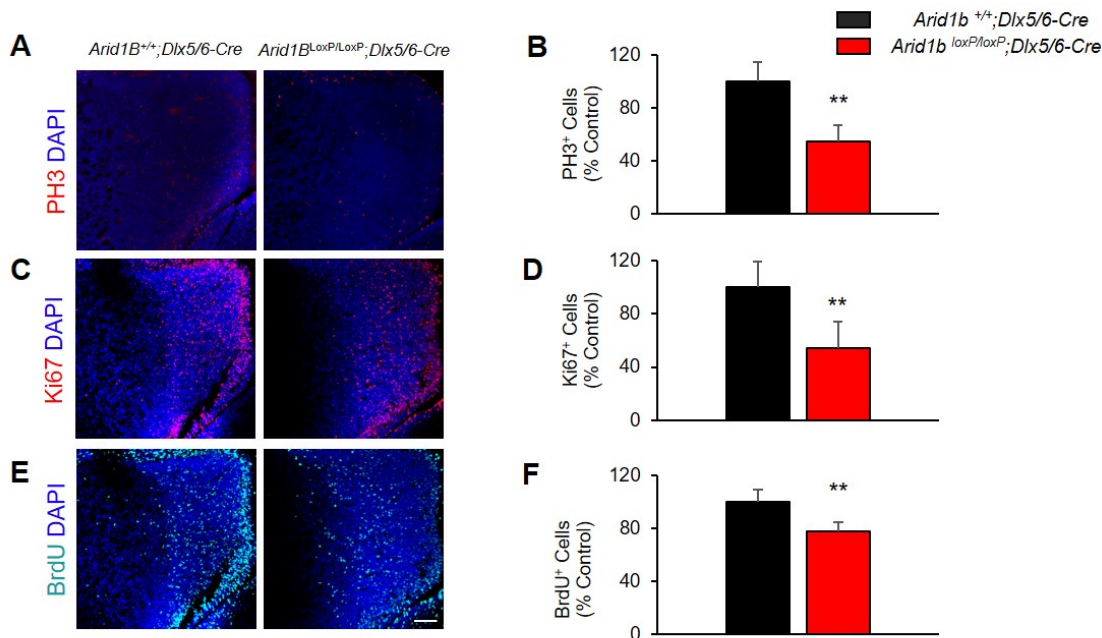 A
Arid1B+/+;Dlx5/6-Cre
Arid1BLoxP/LoxP;Dlx5/6-Cre
PH3 DAPI
B
Arid1b +/+;Dlx5/6-Cre
Arid1b loxP/loxP;Dlx5/6-Cre
PH3+ Cells
(% Control)
120
80
40
0
**
C
Ki67 DAPI
D
Ki67+ Cells
(% Control)
120
80
40
0
**
E
BrdU DAPI
F
BrdU+ Cells
(% Control)
120
80
40
0
**